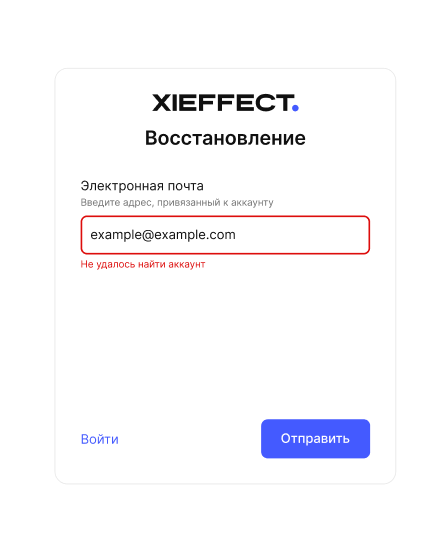 XIEFFECT.
Восстановление
Электронная почта
Введите адрес, привязанный к аккаунту
example@example.com
Не удалось найти аккаунт
Войти
Отправить